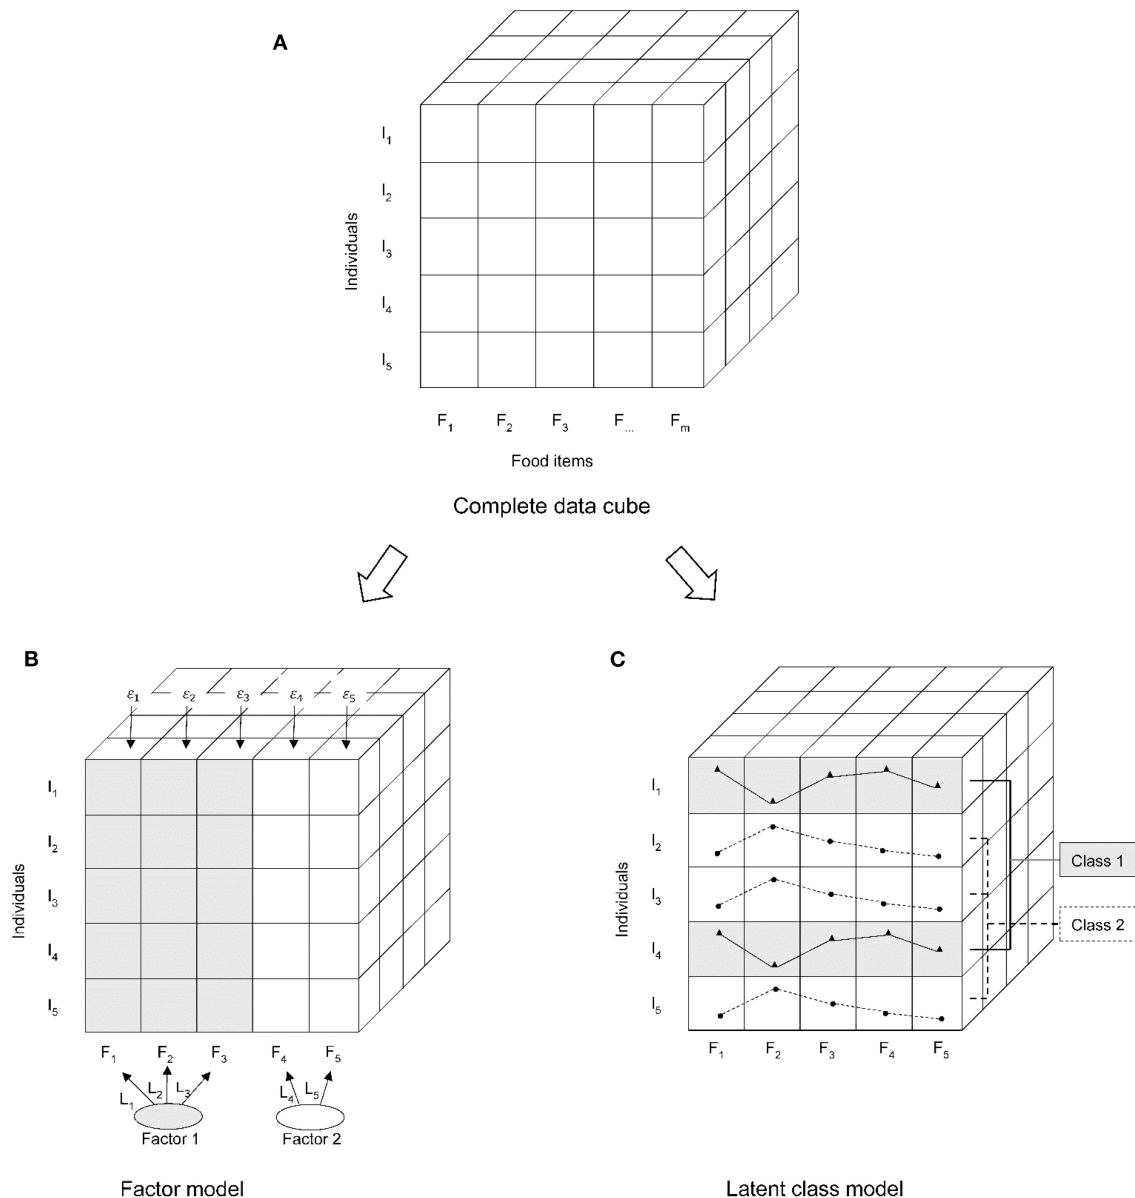 A
Individuals
I1
I2
I3
I4
I5
F1 F2 F3 F... Fm
Food items
Complete data cube
B
ε1 ε2 ε3 ε4 ε5
Individuals
I1
I2
I3
I4
I5
F1 F2 F3 F4 F5
L1 L2 L3 L4 L5
Factor 1 Factor 2
Factor model
C
Individuals
I1
I2
I3
I4
I5
Class 1
Class 2
F1 F2 F3 F4 F5
Latent class model